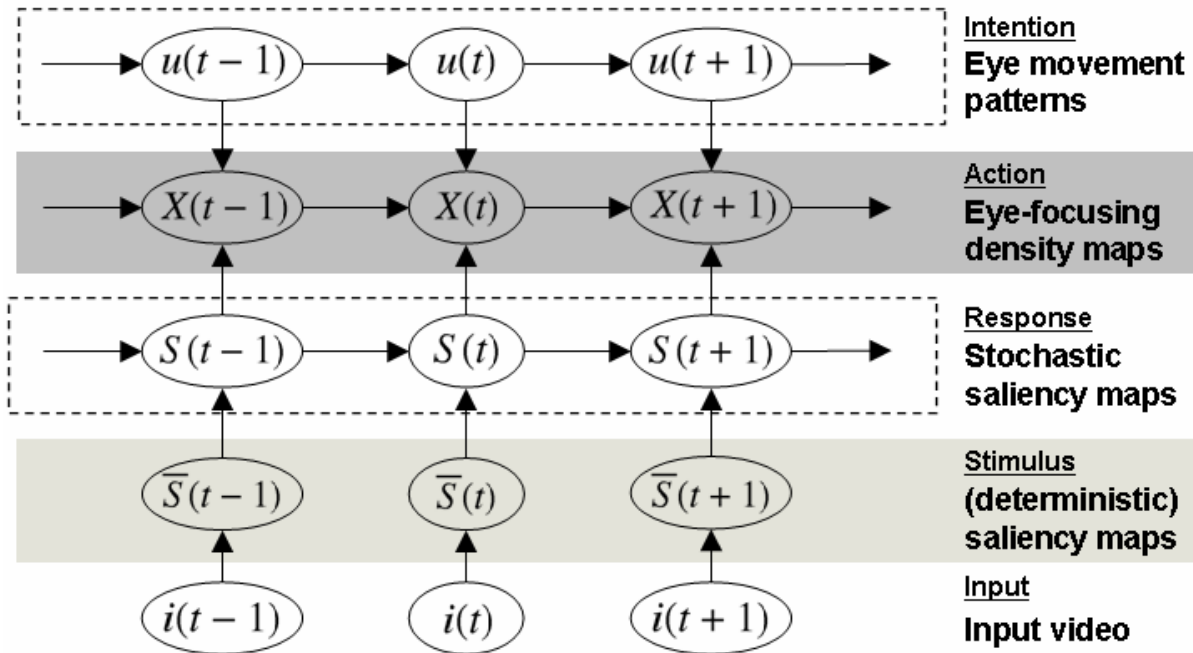 u(t − 1) u(t) u(t + 1)
Intention
Eye movement
patterns
X(t − 1) X(t) X(t + 1)
Action
Eye-focusing
density maps
S(t − 1) S(t) S(t + 1)
Response
Stochastic
saliency maps
S̅(t − 1) S̅(t) S̅(t + 1)
Stimulus
(deterministic)
saliency maps
i(t − 1) i(t) i(t + 1)
Input
Input video